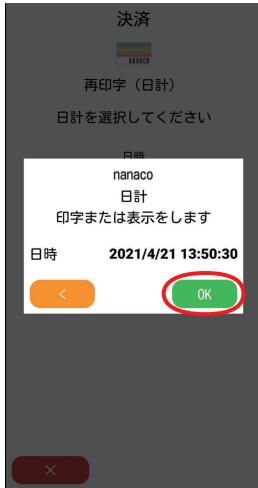 決済
nanaco
再印字（日計）
日計を選択してください
日時
nanaco
日計
印字または表示をします
日時 2021/4/21 13:50:30
< OK
×